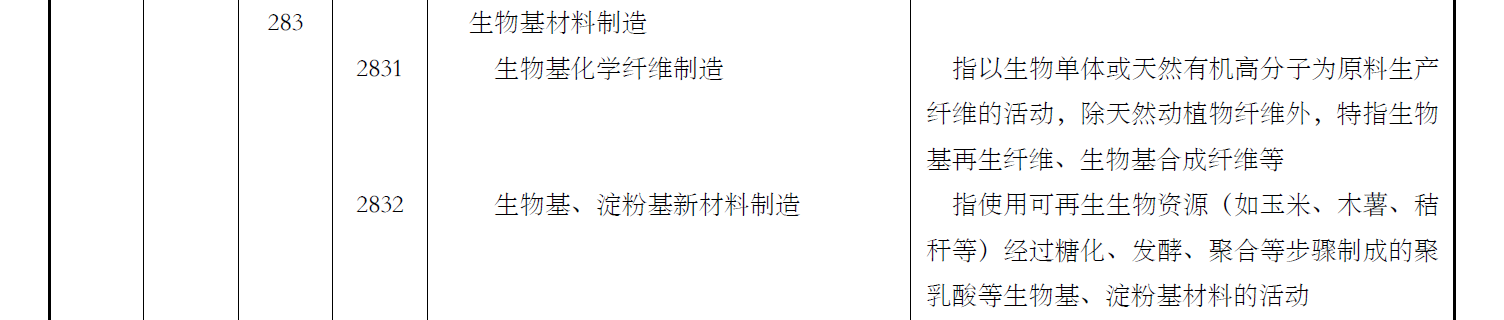 283 生物基材料制造
2831 生物基化学纤维制造 指以生物单体或天然有机高分子为原料生产
纤维的活动，除天然动植物纤维外，特指生物
基再生纤维、生物基合成纤维等
2832 生物基、淀粉基新材料制造 指使用可再生生物资源（如玉米、木薯、秸
秆等）经过糖化、发酵、聚合等步骤制成的聚
乳酸等生物基、淀粉基材料的活动